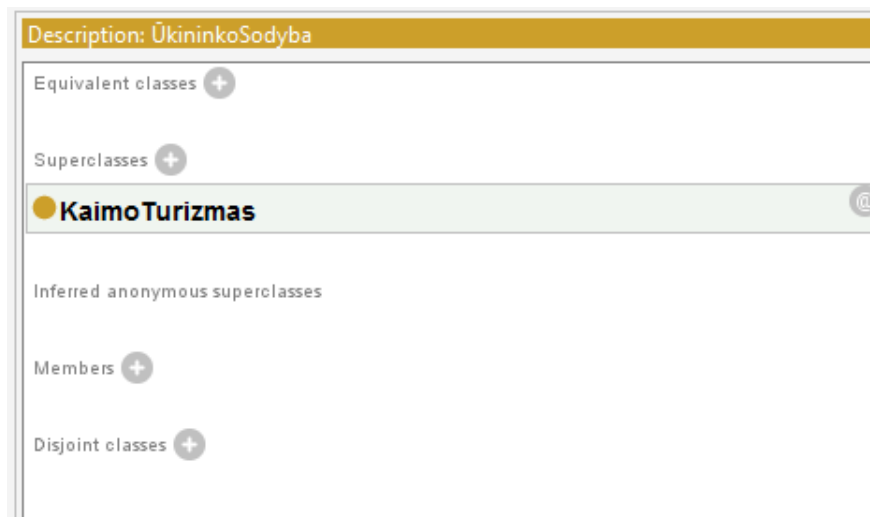 Description: ŪkininkoSodyba
Equivalent classes
Superclasses
KaimoTurizmas
@
Inferred anonymous superclasses
Members
Disjoint classes